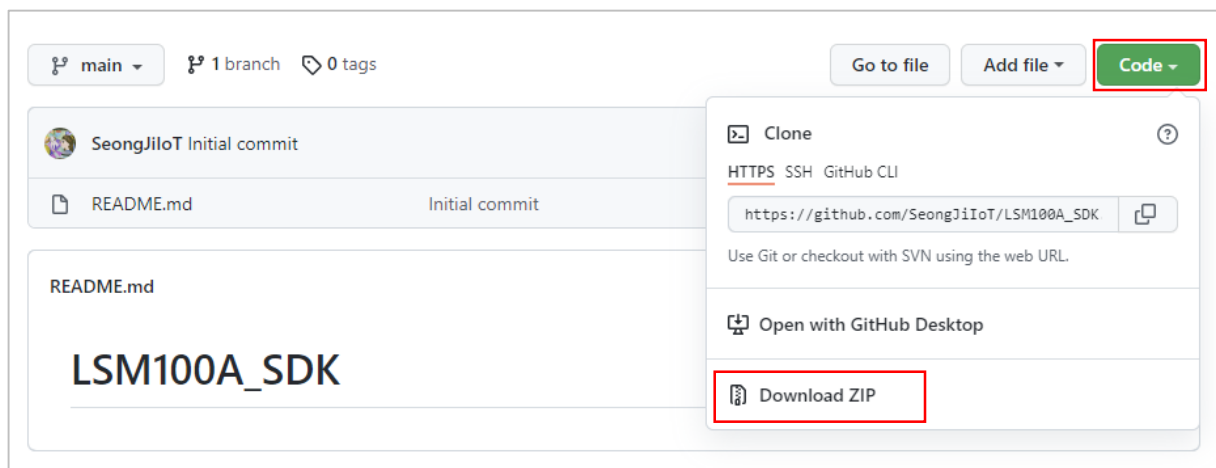 main 1 branch 0 tags Go to file Add file Code
SeongJiIoT Initial commit
README.md Initial commit
README.md
LSM100A_SDK
Clone
HTTPS SSH GitHub CLI
https://github.com/SeongJiIoT/LSM100A_SDK
Use Git or checkout with SVN using the web URL.
Open with GitHub Desktop
Download ZIP